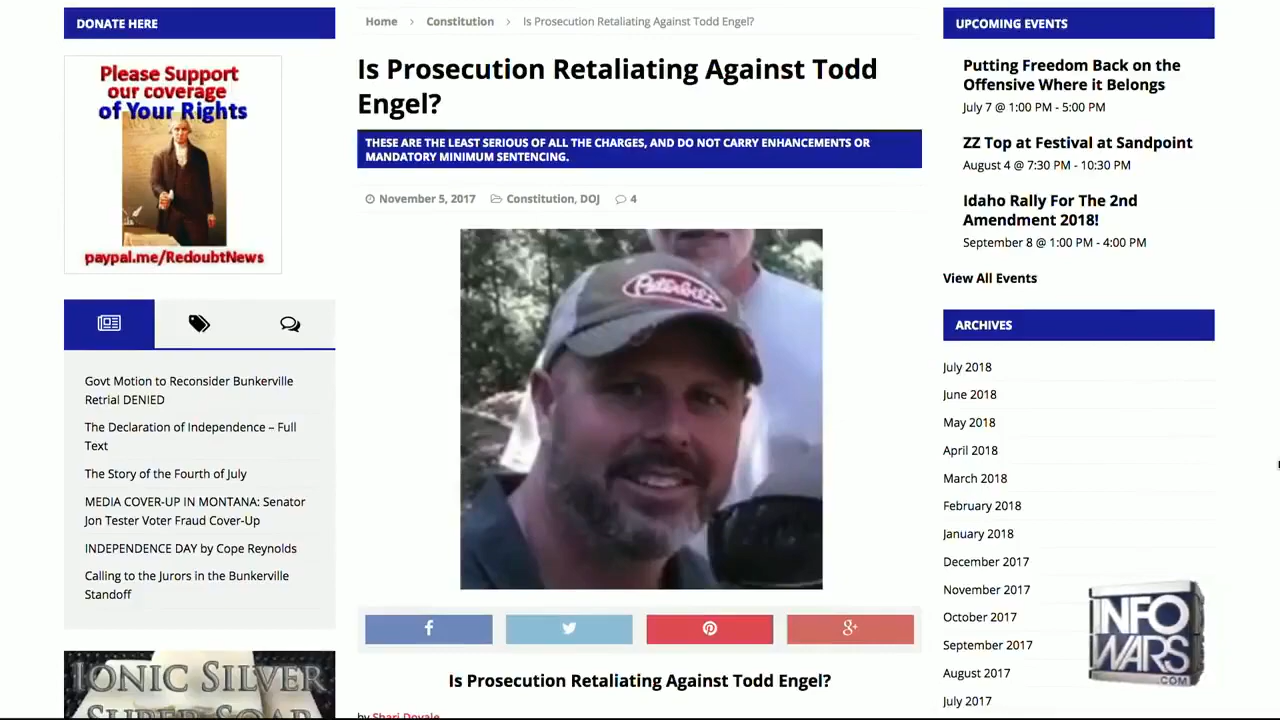 DONATE HERE
Please Support
our coverage
of Your Rights
paypal.me/RedoubtNews
Govt Motion to Reconsider Bunkerville
Retrial DENIED
The Declaration of Independence – Full
Text
The Story of the Fourth of July
MEDIA COVER-UP IN MONTANA: Senator
Jon Tester Voter Fraud Cover-Up
INDEPENDENCE DAY by Cope Reynolds
Calling to the Jurors in the Bunkerville
Standoff
IONIC SILVER
SUPER SOAP
Home > Constitution > Is Prosecution Retaliating Against Todd Engel?
Is Prosecution Retaliating Against Todd
Engel?
THESE ARE THE LEAST SERIOUS OF ALL THE CHARGES, AND DO NOT CARRY ENHANCEMENTS OR
MANDATORY MINIMUM SENTENCING.
November 5, 2017 Constitution, DOJ 4
Peterbilt
Is Prosecution Retaliating Against Todd Engel?
by Shari Dovale
UPCOMING EVENTS
Putting Freedom Back on the
Offensive Where it Belongs
July 7 @ 1:00 PM - 5:00 PM
ZZ Top at Festival at Sandpoint
August 4 @ 7:30 PM - 10:30 PM
Idaho Rally For The 2nd
Amendment 2018!
September 8 @ 1:00 PM - 4:00 PM
View All Events
ARCHIVES
July 2018
June 2018
May 2018
April 2018
March 2018
February 2018
January 2018
December 2017
November 2017
October 2017
September 2017
August 2017
July 2017
INFO
WARS
.COM